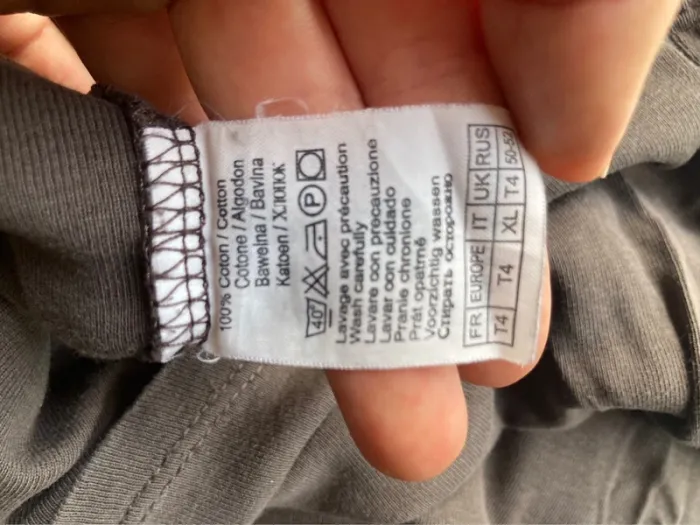 100% Coton / Cotton
Cotone / Algodon
Bawelna / Bavlna
Katoen / Хлопок
40° P
Lavage avec précaution
Wash carefully
Lavare con precauzione
Lavar con cuidado
Pranie chronione
Prát opatrně
Vorzichtig wassen
Стирать осторожно
FR EUROPE IT UK RUS
T4 T4 XL T4 50-52